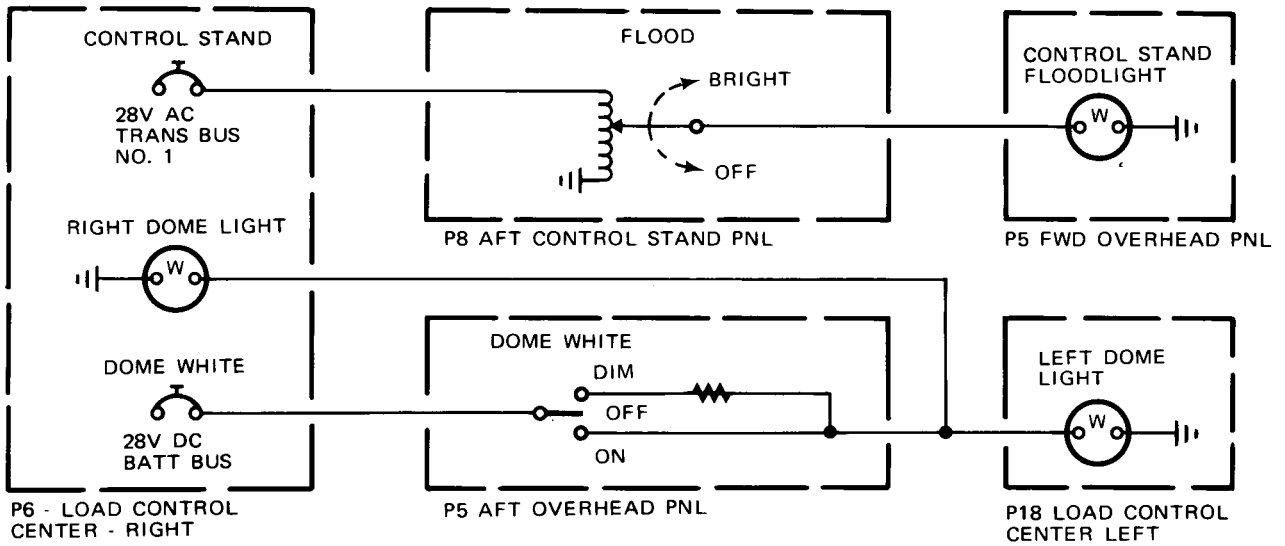 CONTROL STAND
28V AC
TRANS BUS
NO. 1
RIGHT DOME LIGHT
W
DOME WHITE
28V DC
BATT BUS
P6 - LOAD CONTROL
CENTER - RIGHT
FLOOD
BRIGHT
OFF
P8 AFT CONTROL STAND PNL
DOME WHITE
DIM
OFF
ON
P5 AFT OVERHEAD PNL
CONTROL STAND
FLOODLIGHT
W
P5 FWD OVERHEAD PNL
LEFT DOME
LIGHT
W
P18 LOAD CONTROL
CENTER LEFT